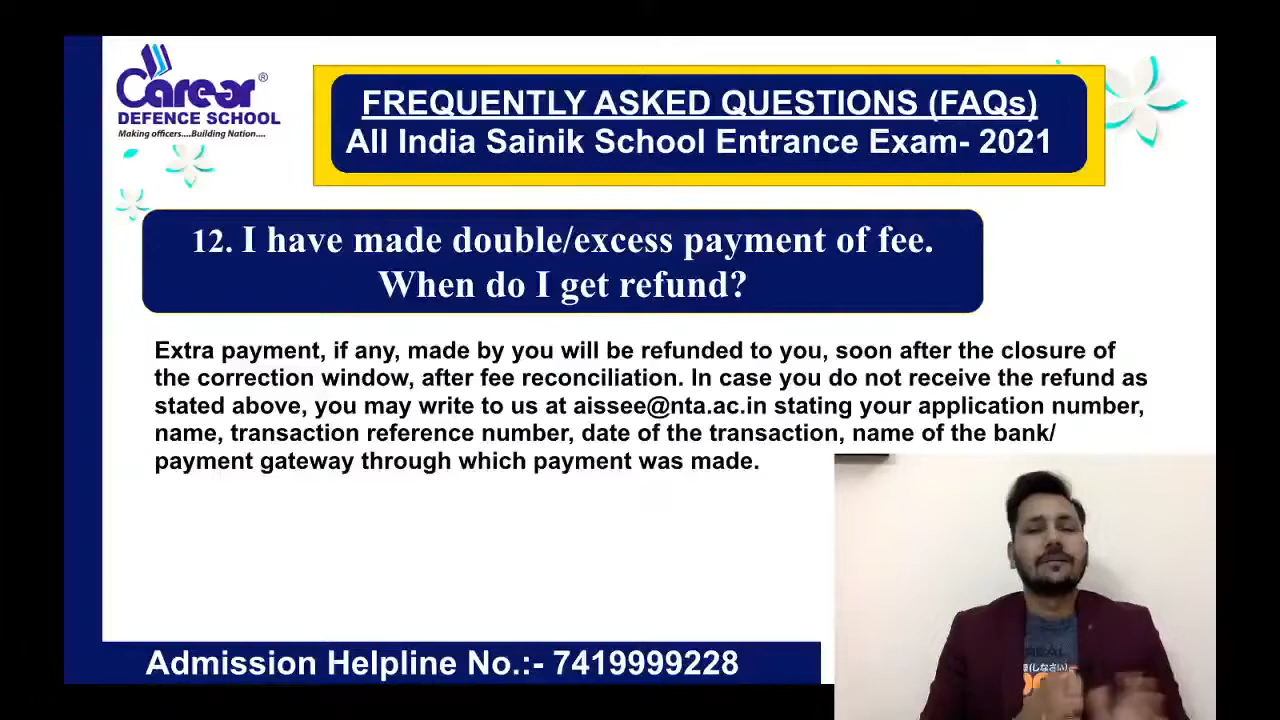 Carear®
DEFENCE SCHOOL
Making officers....Building Nation....
FREQUENTLY ASKED QUESTIONS (FAQs)
All India Sainik School Entrance Exam- 2021
12. I have made double/excess payment of fee.
When do I get refund?
Extra payment, if any, made by you will be refunded to you, soon after the closure of
the correction window, after fee reconciliation. In case you do not receive the refund as
stated above, you may write to us at aissee@nta.ac.in stating your application number,
name, transaction reference number, date of the transaction, name of the bank/
payment gateway through which payment was made.
(しなさい)
Admission Helpline No.:- 7419999228